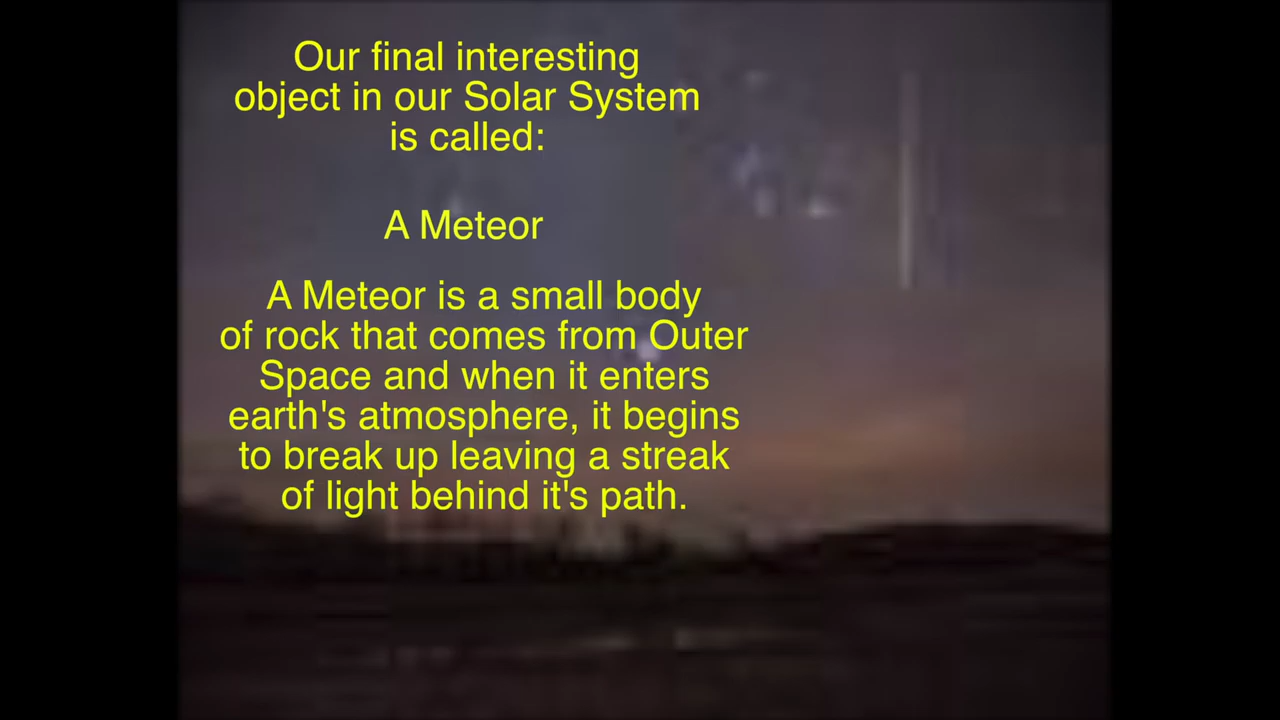 Our final interesting
object in our Solar System
is called:
A Meteor
A Meteor is a small body
of rock that comes from Outer
Space and when it enters
earth's atmosphere, it begins
to break up leaving a streak
of light behind it's path.